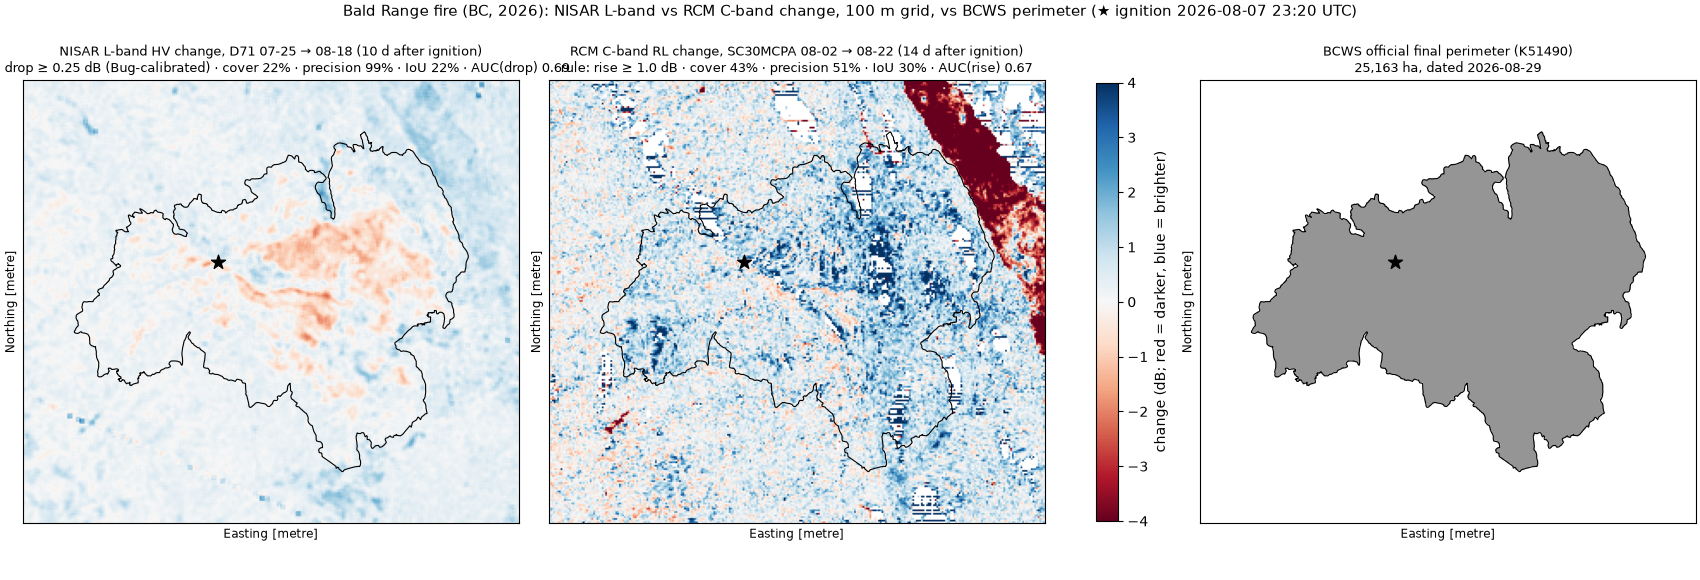 Bald Range fire (BC, 2026): NISAR L-band vs RCM C-band change, 100 m grid, vs BCWS perimeter (★ ignition 2026-08-07 23:20 UTC)
NISAR L-band HV change, D71 07-25 → 08-18 (10 d after ignition)
drop ≥ 0.25 dB (Bug-calibrated) · cover 22% · precision 99% · IoU 22% · AUC(drop) 0.69
RCM C-band RL change, SC30MCPA 08-02 → 08-22 (14 d after ignition)
rule: rise ≥ 1.0 dB · cover 43% · precision 51% · IoU 30% · AUC(rise) 0.67
BCWS official final perimeter (K51490)
25,163 ha, dated 2026-08-29
Northing [metre]
Easting [metre]
Northing [metre]
Easting [metre]
4
3
2
1
0
−1
−2
−3
−4
change (dB; red = darker, blue = brighter)
Northing [metre]
Easting [metre]